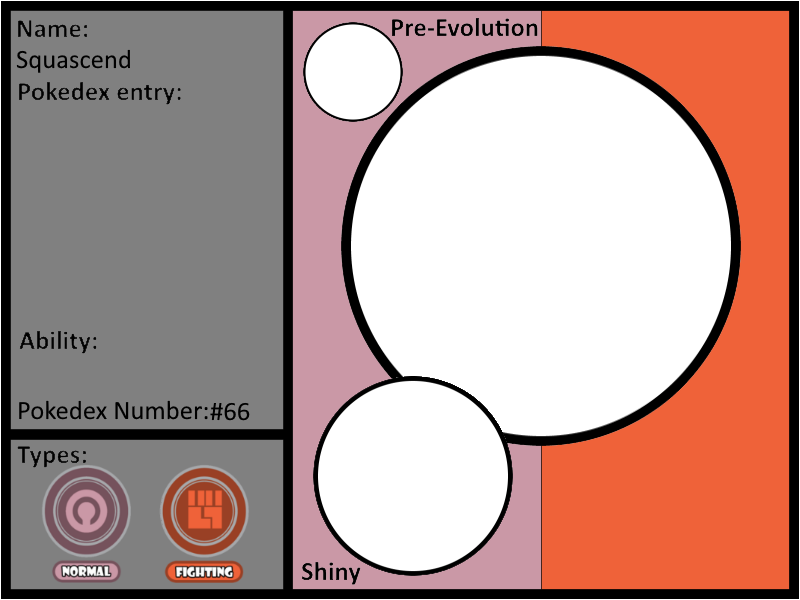 Name:
Squascend
Pokedex entry:
Ability:
Pokedex Number:#66
Types:
NORMAL
FIGHTING
Pre-Evolution
Shiny